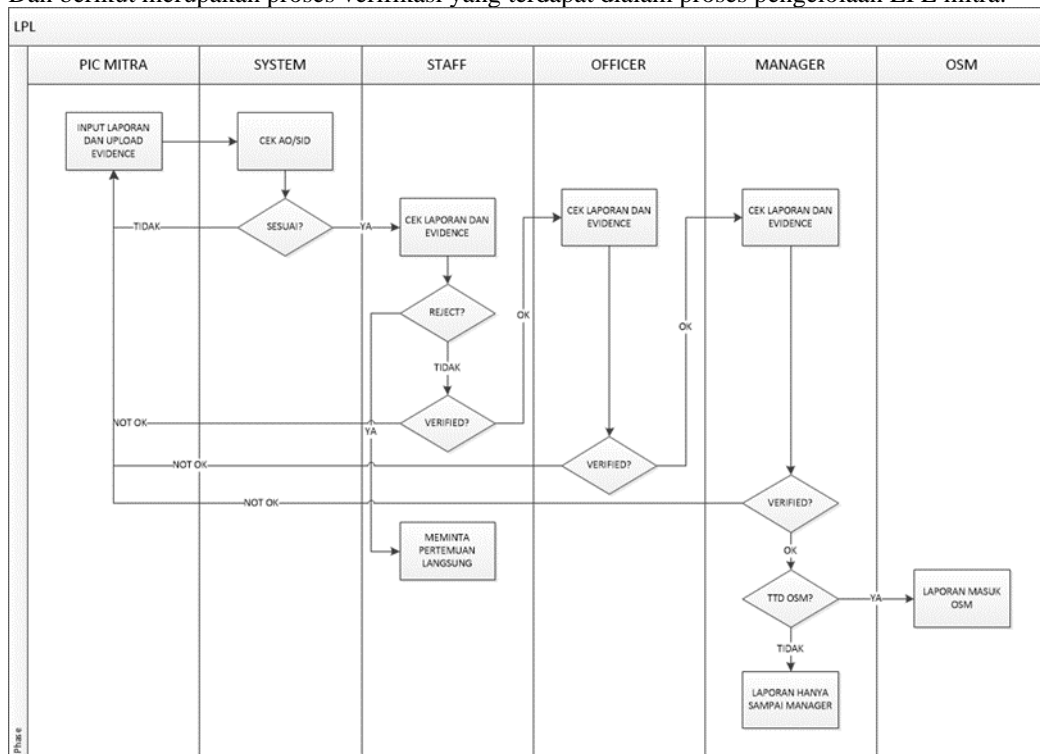 Dan berikut merupakan proses verifikasi yang terdapat dialam proses pengelolaan LPL mitra.
LPL
PIC MITRA
SYSTEM
STAFF
OFFICER
MANAGER
OSM
INPUT LAPORAN
DAN UPLOAD
EVIDENCE
CEK AO/SID
SESUAI?
TIDAK
YA
CEK LAPORAN DAN
EVIDENCE
REJECT?
TIDAK
YA
VERIFIED?
NOT OK
OK
MEMINTA
PERTEMUAN
LANGSUNG
CEK LAPORAN DAN
EVIDENCE
VERIFIED?
NOT OK
OK
CEK LAPORAN DAN
EVIDENCE
VERIFIED?
NOT OK
OK
TTD OSM?
YA
TIDAK
LAPORAN HANYA
SAMPAI MANAGER
LAPORAN MASUK
OSM
Phase